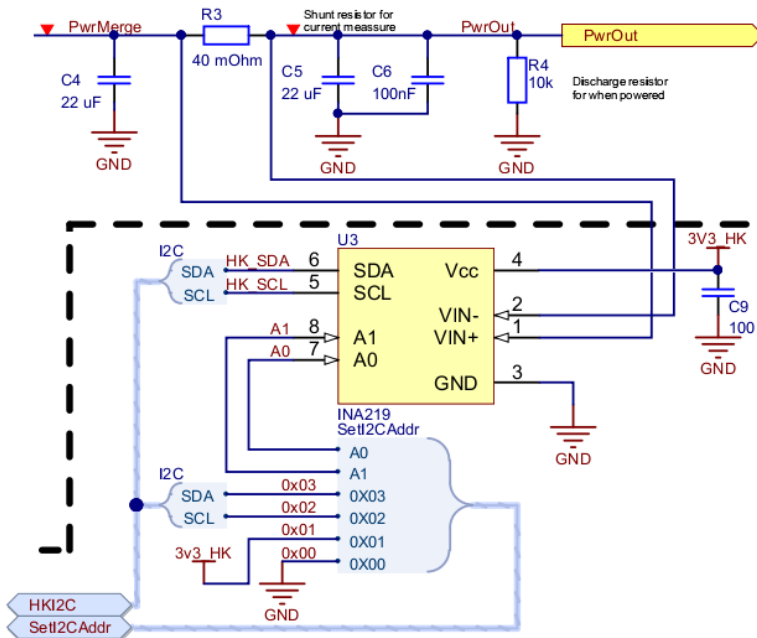 R3
Shunt resistor for
current meassure
PwrMerge
PwrOut
PwrOut
40 mOhm
C4
22 uF
C5
22 uF
C6
100nF
R4
10k
Discharge resistor
for when powered
GND
GND
GND
U3
3V3_HK
I2C
SDA
SCL
HK_SDA
HK_SCL
6
5
SDA
SCL
Vcc
4
VIN-
2
VIN+
1
A1
A0
8
7
A1
A0
GND
3
C9
100
GND
INA219
SetI2CAddr
GND
A0
A1
I2C
SDA
SCL
0x03
0x02
0x01
0x00
0X03
0X02
0X01
0X00
3v3_HK
GND
HKI2C
SetI2CAddr